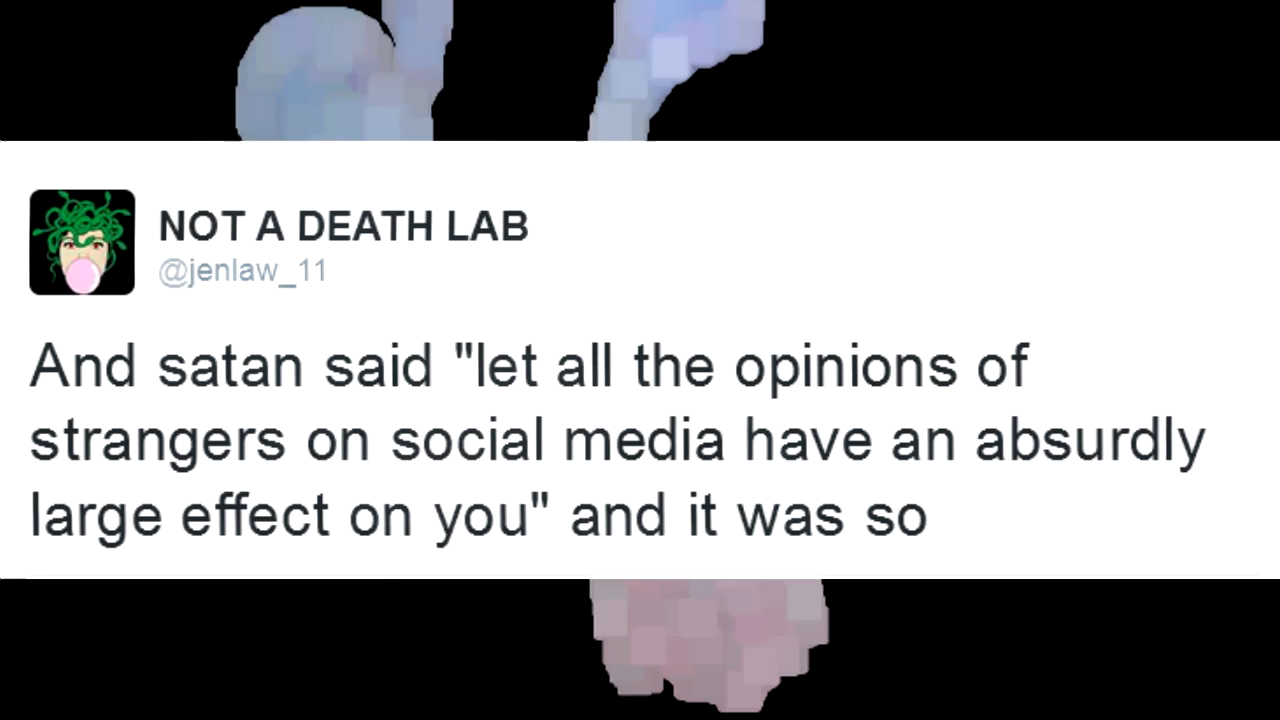 NOT A DEATH LAB
@jenlaw_11
And satan said "let all the opinions of
strangers on social media have an absurdly
large effect on you" and it was so